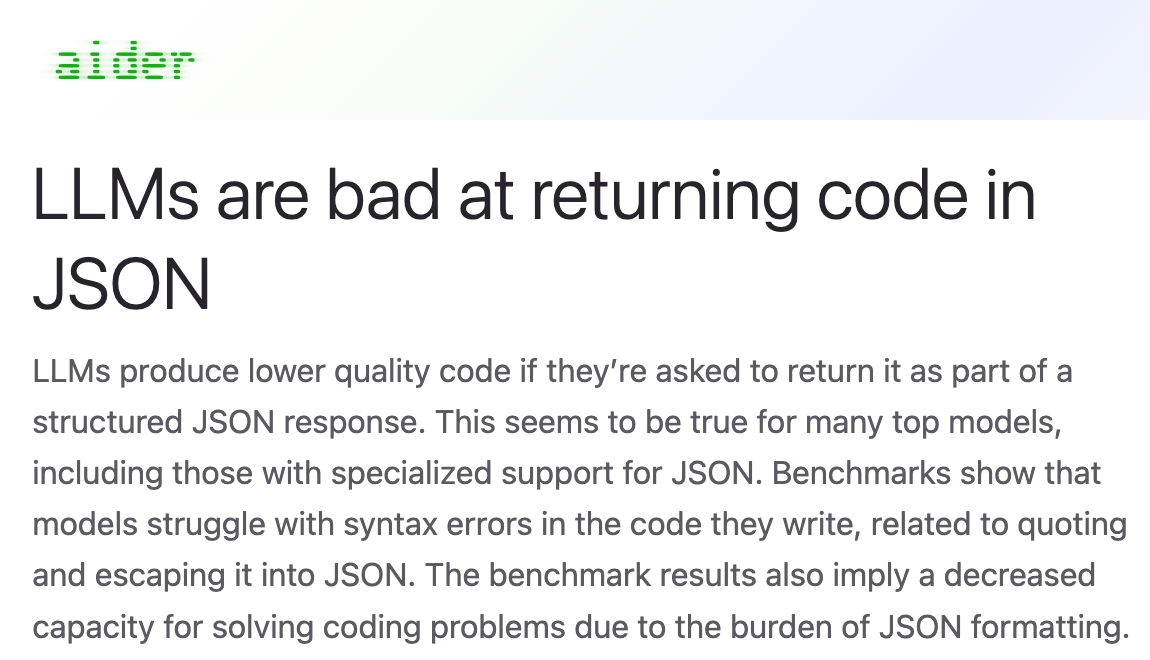 aider
LLMs are bad at returning code in
JSON
LLMs produce lower quality code if they’re asked to return it as part of a
structured JSON response. This seems to be true for many top models,
including those with specialized support for JSON. Benchmarks show that
models struggle with syntax errors in the code they write, related to quoting
and escaping it into JSON. The benchmark results also imply a decreased
capacity for solving coding problems due to the burden of JSON formatting.